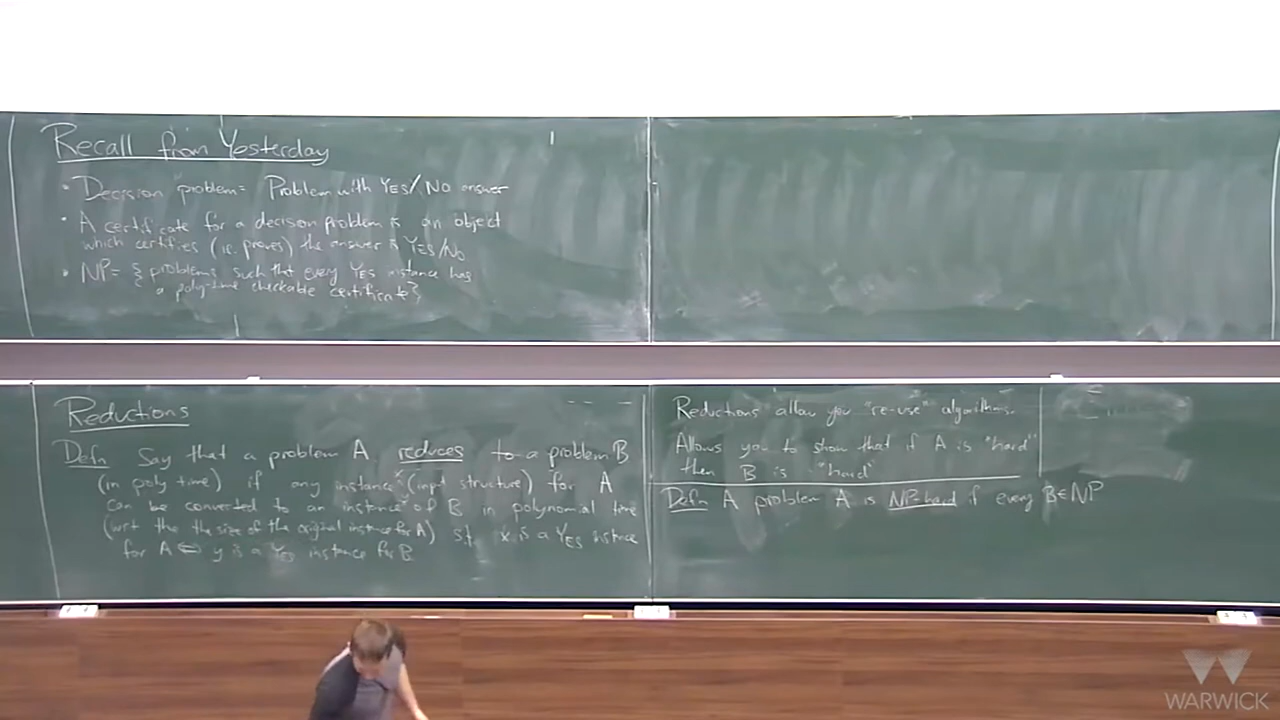 Recall from Yesterday
• Decision problem = Problem with YES/NO answer
• A certificate for a decision problem is an object
which certifies (i.e. proves) the answer is YES/NO
• NP = { problems such that every YES instance has
a poly-time checkable certificate }
Reductions
Defn Say that a problem A reduces to a problem B
(in poly time) if any instance x (input structure) for A
can be converted to an instance y of B in polynomial time
(wrt the the size of the original instance for A) s.t. x is a YES instance
for A ⇔ y is a YES instance for B
Reductions allow you "re-use" algorithms.
Allows you to show that if A is "hard"
then B is "hard"
Defn A problem A is NP-hard if every B∈NP
WARWICK